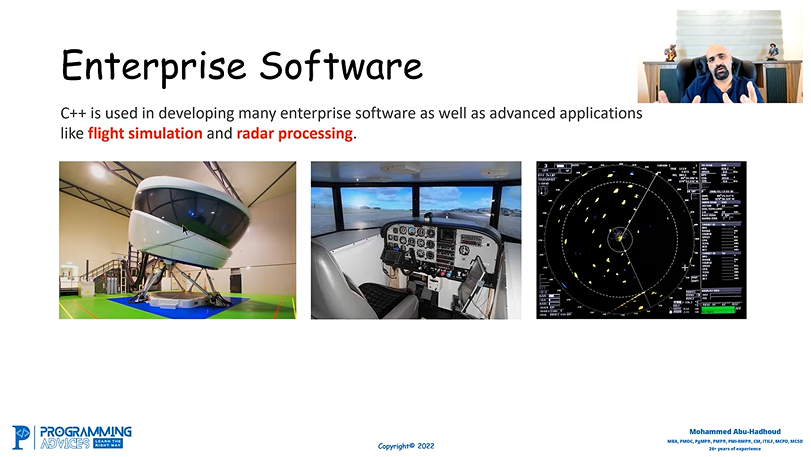 Enterprise Software
C++ is used in developing many enterprise software as well as advanced applications
like flight simulation and radar processing.
PROGRAMMING
ADVICES LEARN THE RIGHT WAY
Copyright© 2022
Mohammed Abu-Hadhoud
MBA, PMOC, PgMP®, PMP®, PMI-RMP®, CM, ITILF, MCPD, MCSD
26+ years of experience